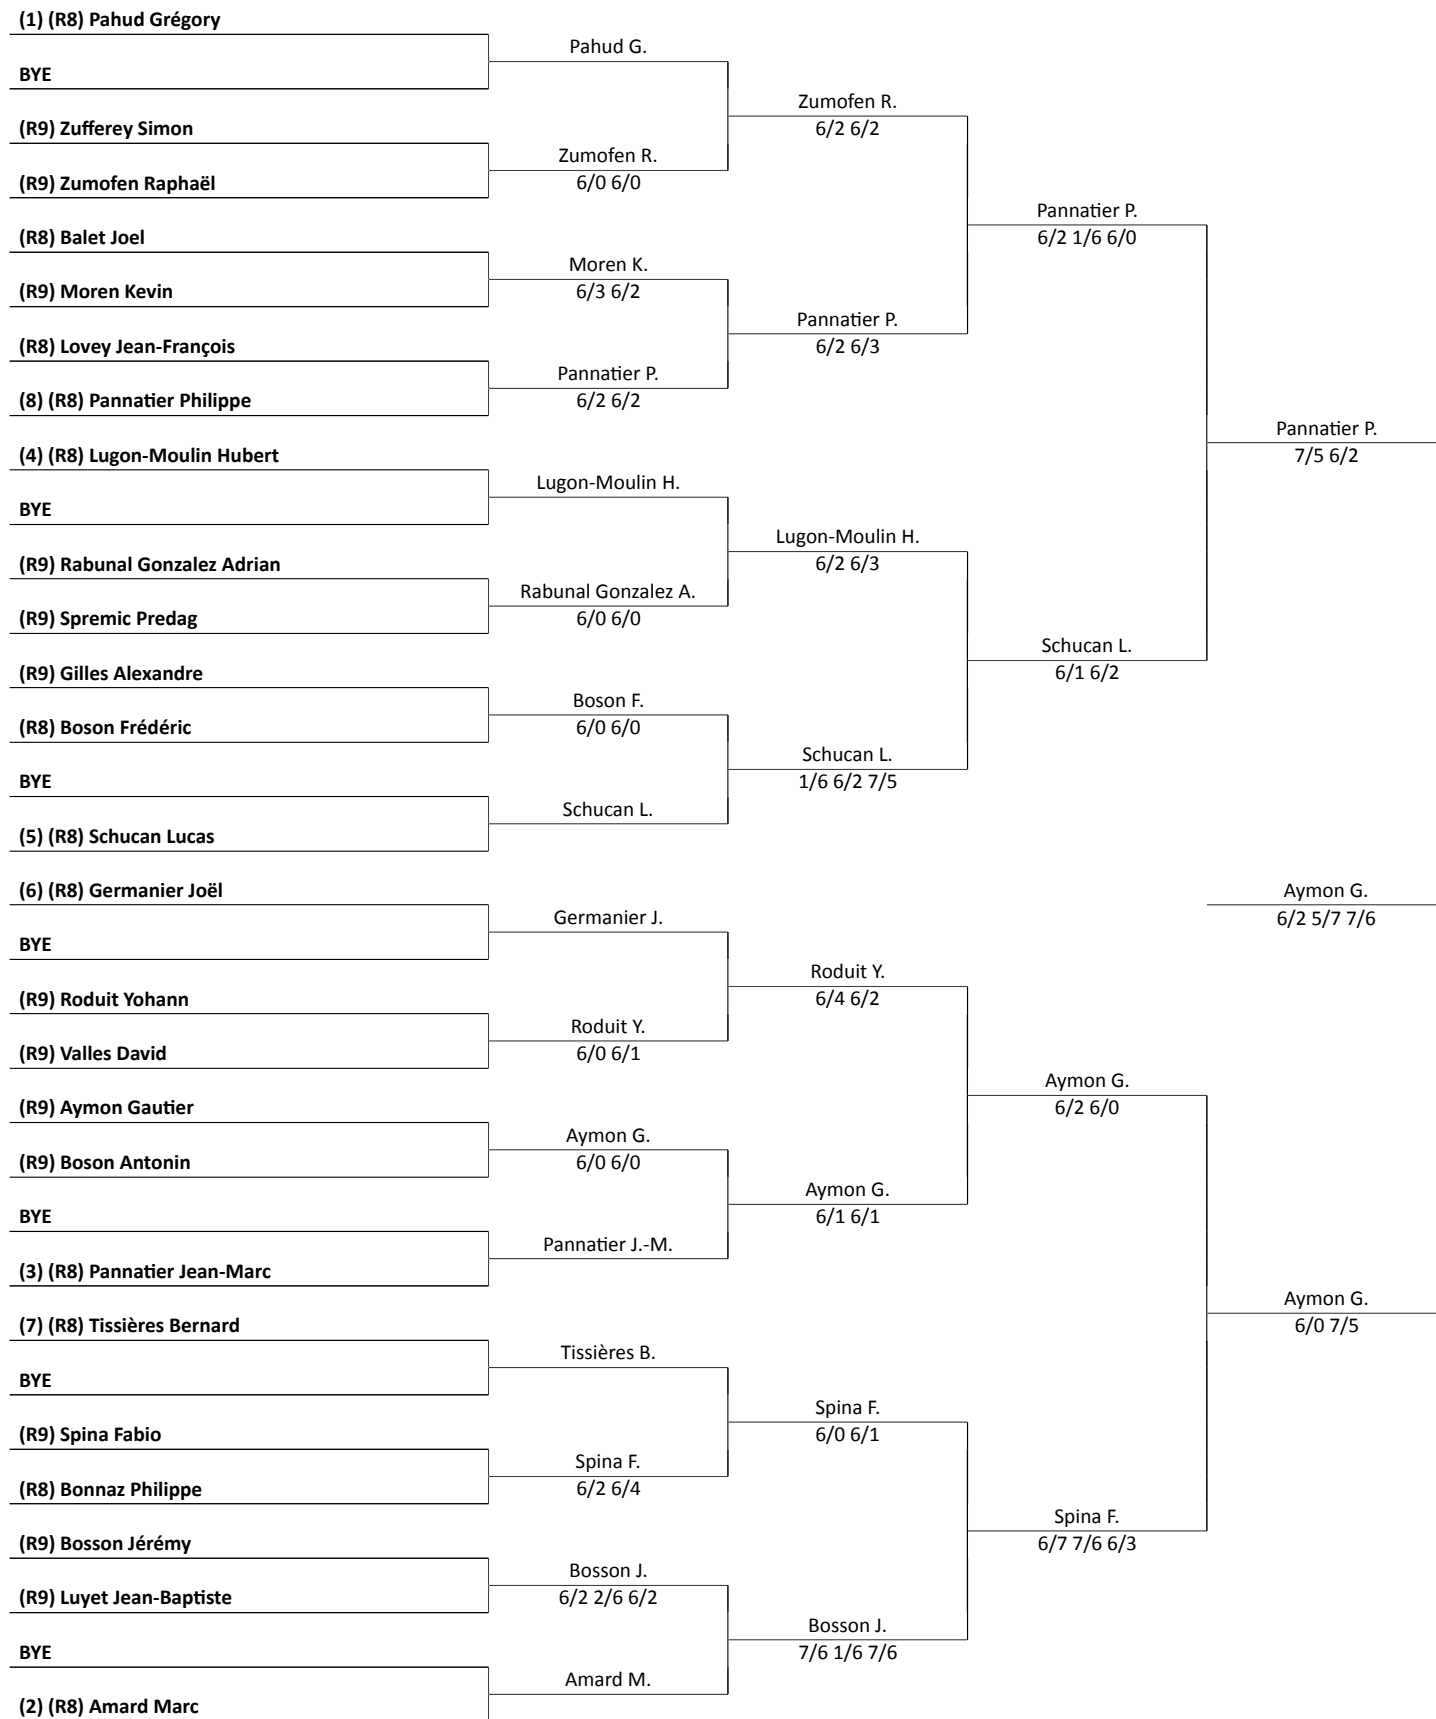 (1) (R8) Pahud Grégory
Pahud G.
BYE
Zumofen R.
6/2 6/2
(R9) Zufferey Simon
Zumofen R.
6/0 6/0
(R9) Zumofen Raphaël
Pannatier P.
6/2 1/6 6/0
(R8) Balet Joel
Moren K.
6/3 6/2
(R9) Moren Kevin
Pannatier P.
6/2 6/3
(R8) Lovey Jean-François
Pannatier P.
6/2 6/2
(8) (R8) Pannatier Philippe
Pannatier P.
7/5 6/2
(4) (R8) Lugon-Moulin Hubert
Lugon-Moulin H.
BYE
Lugon-Moulin H.
6/2 6/3
(R9) Rabunal Gonzalez Adrian
Rabunal Gonzalez A.
6/0 6/0
(R9) Spremic Predag
Schucan L.
6/1 6/2
(R9) Gilles Alexandre
Boson F.
6/0 6/0
(R8) Boson Frédéric
Schucan L.
1/6 6/2 7/5
BYE
Schucan L.
(5) (R8) Schucan Lucas
(6) (R8) Germanier Joël
Aymon G.
6/2 5/7 7/6
Germanier J.
BYE
Roduit Y.
6/4 6/2
(R9) Roduit Yohann
Roduit Y.
6/0 6/1
(R9) Valles David
Aymon G.
6/2 6/0
(R9) Aymon Gautier
Aymon G.
6/0 6/0
(R9) Boson Antonin
Aymon G.
6/1 6/1
BYE
Pannatier J.-M.
(3) (R8) Pannatier Jean-Marc
Aymon G.
6/0 7/5
(7) (R8) Tissières Bernard
Tissières B.
BYE
Spina F.
6/0 6/1
(R9) Spina Fabio
Spina F.
6/2 6/4
(R8) Bonnaz Philippe
Spina F.
6/7 7/6 6/3
(R9) Bosson Jérémy
Bosson J.
6/2 2/6 6/2
(R9) Luyet Jean-Baptiste
Bosson J.
7/6 1/6 7/6
BYE
Amard M.
(2) (R8) Amard Marc